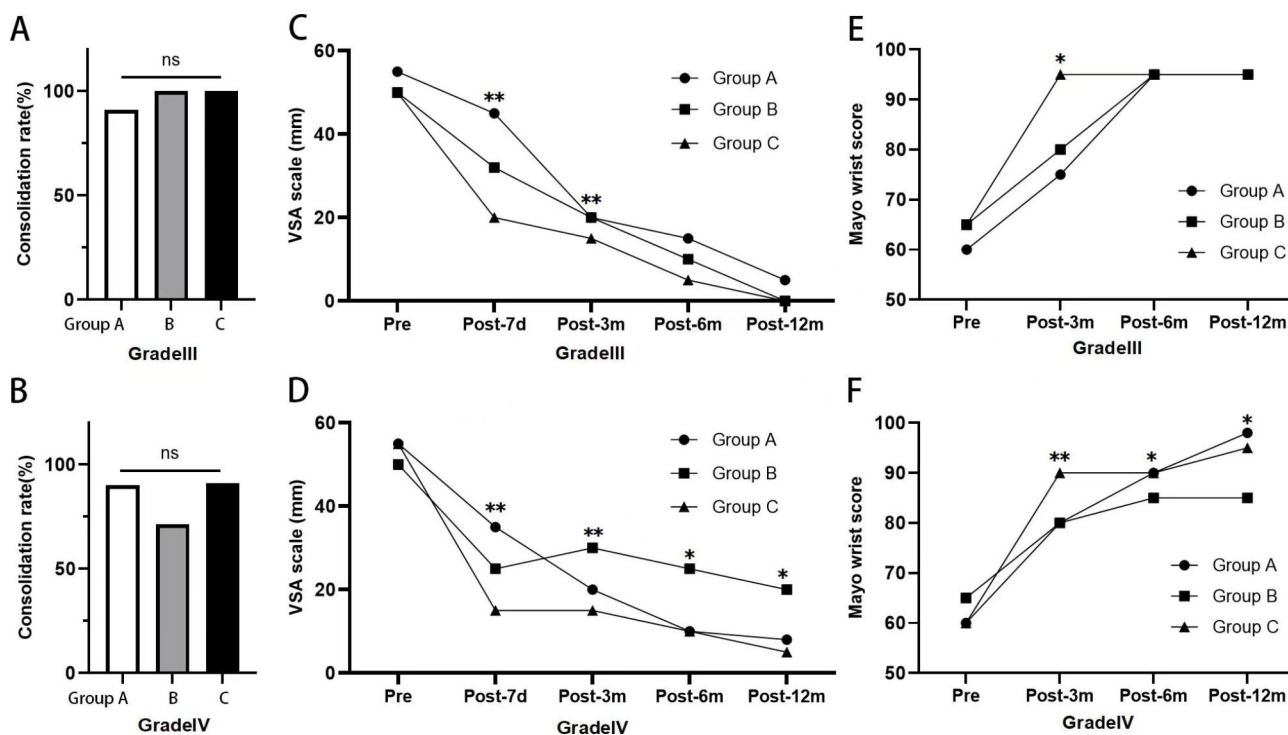 A
Consolidation rate(%)
100
50
0
ns
Group A B C
GradeIII
C
VSA scale (mm)
60
40
20
0
**
**
Group A
Group B
Group C
Pre Post-7d Post-3m Post-6m Post-12m
GradeIII
E
Mayo wrist score
100
90
80
70
60
50
*
Group A
Group B
Group C
Pre Post-3m Post-6m Post-12m
GradeIII
B
Consolidation rate(%)
100
50
0
ns
Group A B C
GradeIV
D
VSA scale (mm)
60
40
20
0
**
**
*
*
Group A
Group B
Group C
Pre Post-7d Post-3m Post-6m Post-12m
GradeIV
F
Mayo wrist score
100
90
80
70
60
50
**
*
*
Group A
Group B
Group C
Pre Post-3m Post-6m Post-12m
GradeIV